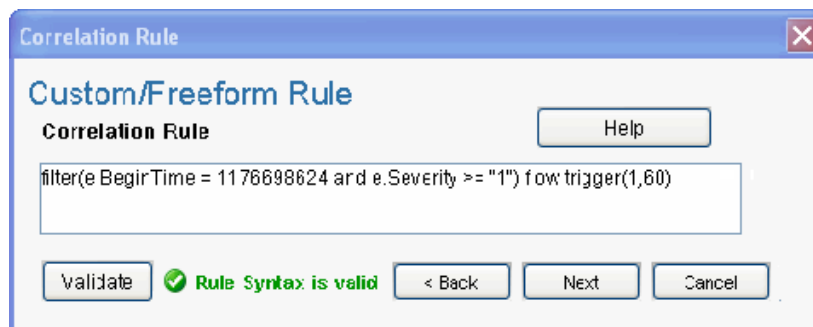 Correlation Rule
Custom/Freeform Rule
Correlation Rule
Help
filter(e.BeginTime = 1176698624 and e.Severity >= "1") flow trigger(1,60)
Validate
Rule Syntax is valid
< Back
Next
Cancel